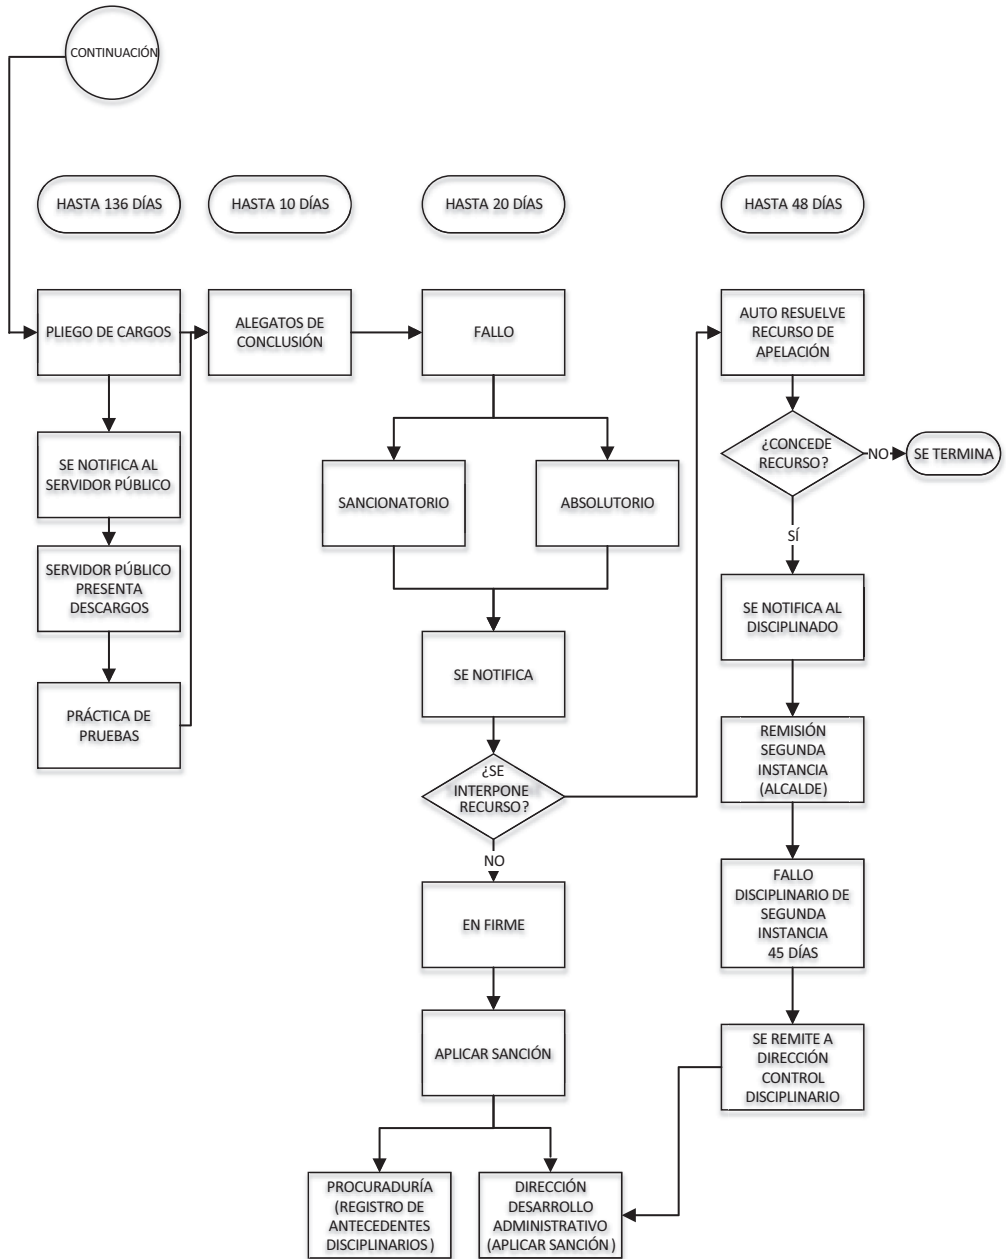 CONTINUACIÓN
HASTA 136 DÍAS
HASTA 10 DÍAS
HASTA 20 DÍAS
HASTA 48 DÍAS
PLIEGO DE CARGOS
ALEGATOS DE
CONCLUSIÓN
FALLO
AUTO RESUELVE
RECURSO DE
APELACIÓN
SE NOTIFICA AL
SERVIDOR PÚBLICO
SANCIONATORIO
ABSOLUTORIO
¿CONCEDE
RECURSO?
NO
SE TERMINA
SÍ
SERVIDOR PÚBLICO
PRESENTA
DESCARGOS
SE NOTIFICA AL
DISCIPLINADO
PRÁCTICA DE
PRUEBAS
SE NOTIFICA
REMISIÓN
SEGUNDA
INSTANCIA
(ALCALDE)
¿SE
INTERPONE
RECURSO?
NO
FALLO
DISCIPLINARIO DE
SEGUNDA
INSTANCIA
45 DÍAS
EN FIRME
APLICAR SANCIÓN
SE REMITE A
DIRECCIÓN
CONTROL
DISCIPLINARIO
PROCURADURÍA
(REGISTRO DE
ANTECEDENTES
DISCIPLINARIOS)
DIRECCIÓN
DESARROLLO
ADMINISTRATIVO
(APLICAR SANCIÓN)